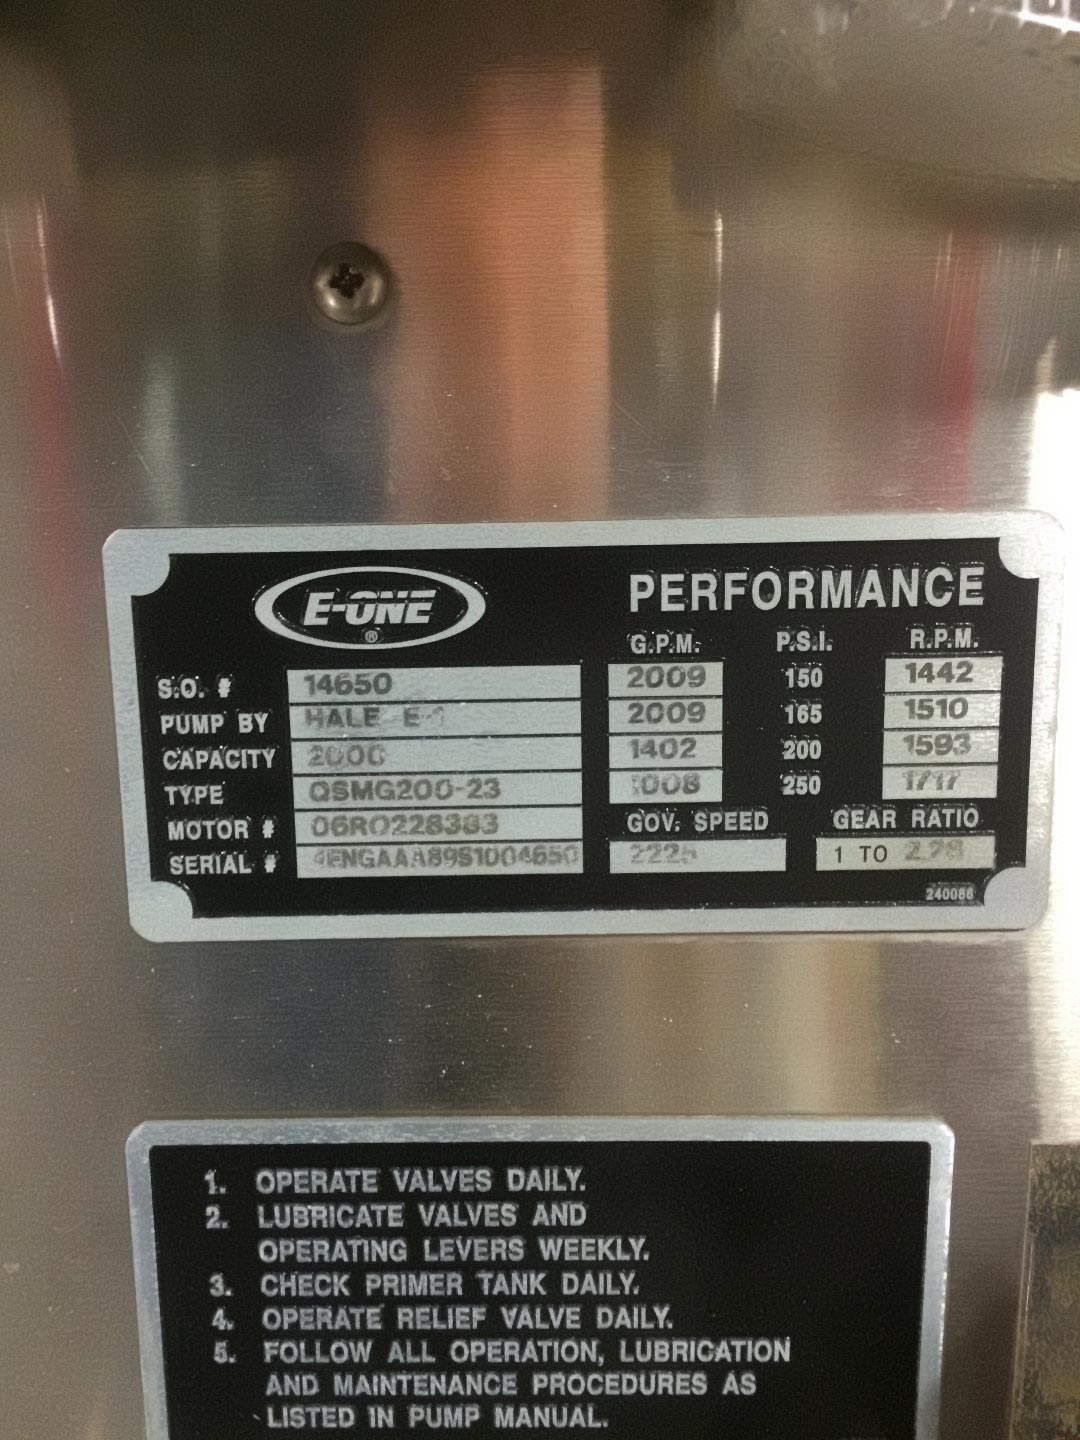 E-ONE®
PERFORMANCE
G.P.M. P.S.I. R.P.M.
S.O. # 14650 2009 150 1442
PUMP BY HALE E-1 2009 165 1510
CAPACITY 2000 1402 200 1593
TYPE QSMG200-23 1008 250 1717
MOTOR # 06R0228383 GOV. SPEED GEAR RATIO
SERIAL # 4ENGAAA89S1004650 2225 1 TO 2.28
240086
1. OPERATE VALVES DAILY.
2. LUBRICATE VALVES AND
OPERATING LEVERS WEEKLY.
3. CHECK PRIMER TANK DAILY.
4. OPERATE RELIEF VALVE DAILY.
5. FOLLOW ALL OPERATION, LUBRICATION
AND MAINTENANCE PROCEDURES AS
LISTED IN PUMP MANUAL.